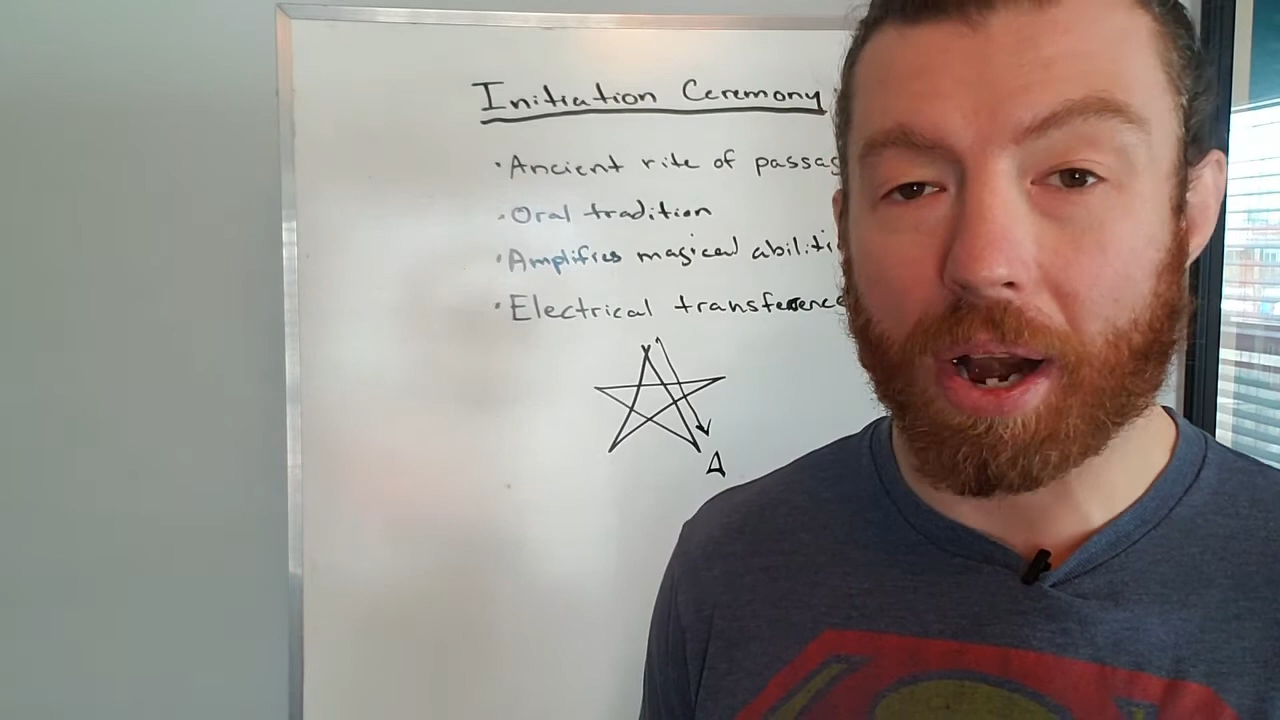 Initiation Ceremony
·Ancient rite of passag
·Oral tradition
·Amplifies magical abiliti
·Electrical transference